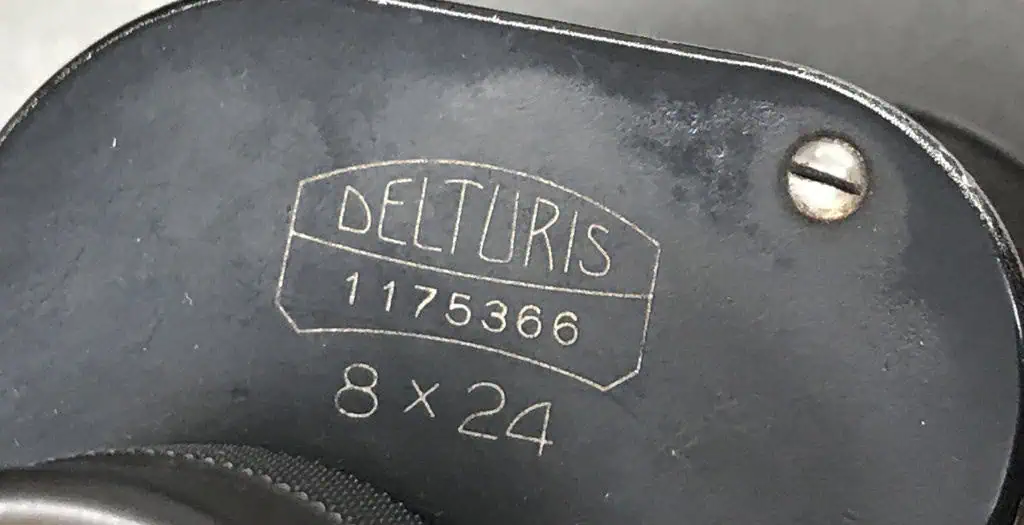 DELTURIS
1175366
8 × 24